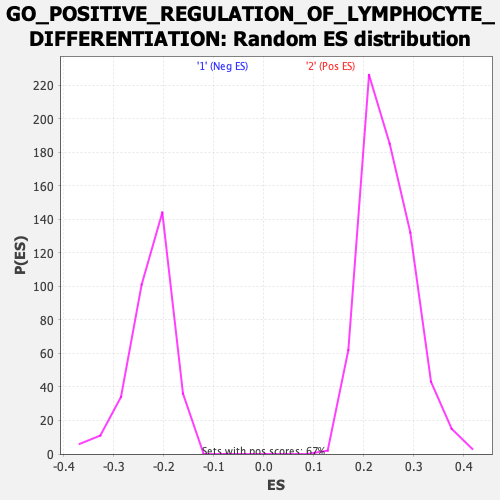 GO_POSITIVE_REGULATION_OF_LYMPHOCYTE_
DIFFERENTIATION: Random ES distribution
'1' (Neg ES) '2' (Pos ES)
220
200
180
160
140
120
100
80
60
40
20
0
P(ES)
Sets with pos scores: 67%
-0.4 -0.3 -0.2 -0.1 0.0 0.1 0.2 0.3 0.4
ES